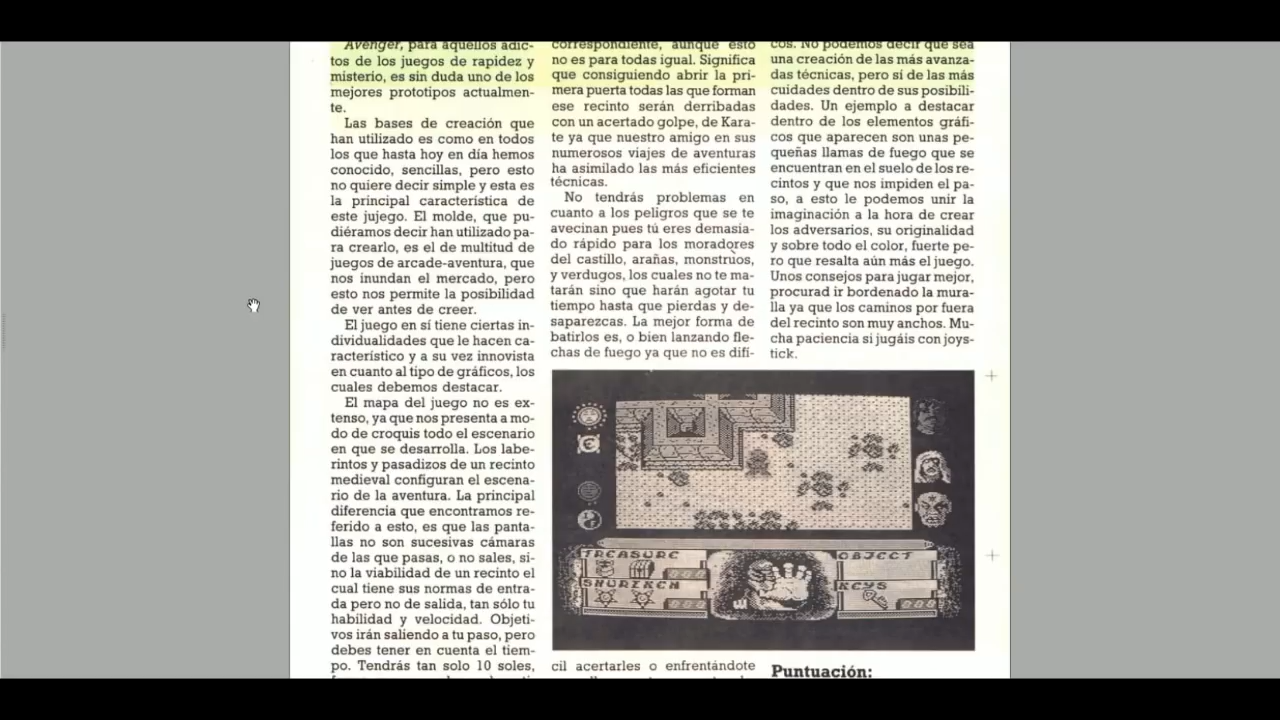 Avenger, para aquellos adic-
tos de los juegos de rapidez y
misterio, es sin duda uno de los
mejores prototipos actualmen-
te.
Las bases de creación que
han utilizado es como en todos
los que hasta hoy en día hemos
conocido, sencillas, pero esto
no quiere decir simple y esta es
la principal característica de
este jujego. El molde, que pu-
diéramos decir han utilizado pa-
ra crearlo, es el de multitud de
juegos de arcade-aventura, que
nos inundan el mercado, pero
esto nos permite la posibilidad
de ver antes de creer.
El juego en sí tiene ciertas in-
dividualidades que le hacen ca-
racterístico y a su vez innovista
en cuanto al tipo de gráficos, los
cuales debemos destacar.
El mapa del juego no es ex-
tenso, ya que nos presenta a mo-
do de croquis todo el escenario
en que se desarrolla. Los labe-
rintos y pasadizos de un recinto
medieval configuran el escena-
rio de la aventura. La principal
diferencia que encontramos re-
ferido a esto, es que las panta-
llas no son sucesivas cámaras
de las que pasas, o no sales, si-
no la viabilidad de un recinto el
cual tiene sus normas de entra-
da pero no de salida, tan sólo tu
habilidad y velocidad. Objeti-
vos irán saliendo a tu paso, pero
debes tener en cuenta el tiem-
po. Tendrás tan solo 10 soles,
correspondiente, aunque esto
no es para todas igual. Significa
que consiguiendo abrir la pri-
mera puerta todas las que forman
ese recinto serán derribadas
con un acertado golpe, de Kara-
te ya que nuestro amigo en sus
numerosos viajes de aventuras
ha asimilado las más eficientes
técnicas.
No tendrás problemas en
cuanto a los peligros que se te
avecinan pues tú eres demasia-
do rápido para los moradores
del castillo, arañas, monstruos,
y verdugos, los cuales no te ma-
tarán sino que harán agotar tu
tiempo hasta que pierdas y de-
saparezcas. La mejor forma de
batirlos es, o bien lanzando fle-
chas de fuego ya que no es difi-
cil acertarles o enfrentándote
cos. No podemos decir que sea
una creación de las más avanza-
das técnicas, pero sí de las más
cuidades dentro de sus posibili-
dades. Un ejemplo a destacar
dentro de los elementos gráfi-
cos que aparecen son unas pe-
queñas llamas de fuego que se
encuentran en el suelo de los re-
cintos y que nos impiden el pa-
so, a esto le podemos unir la
imaginación a la hora de crear
los adversarios, su originalidad
y sobre todo el color, fuerte pe-
ro que resalta aún más el juego.
Unos consejos para jugar mejor,
procurad ir bordenado la mura-
lla ya que los caminos por fuera
del recinto son muy anchos. Mu-
cha paciencia si jugáis con joys-
tick.
TREASURE
OBJECT
SHURIKEN
KEYS
Puntuación: